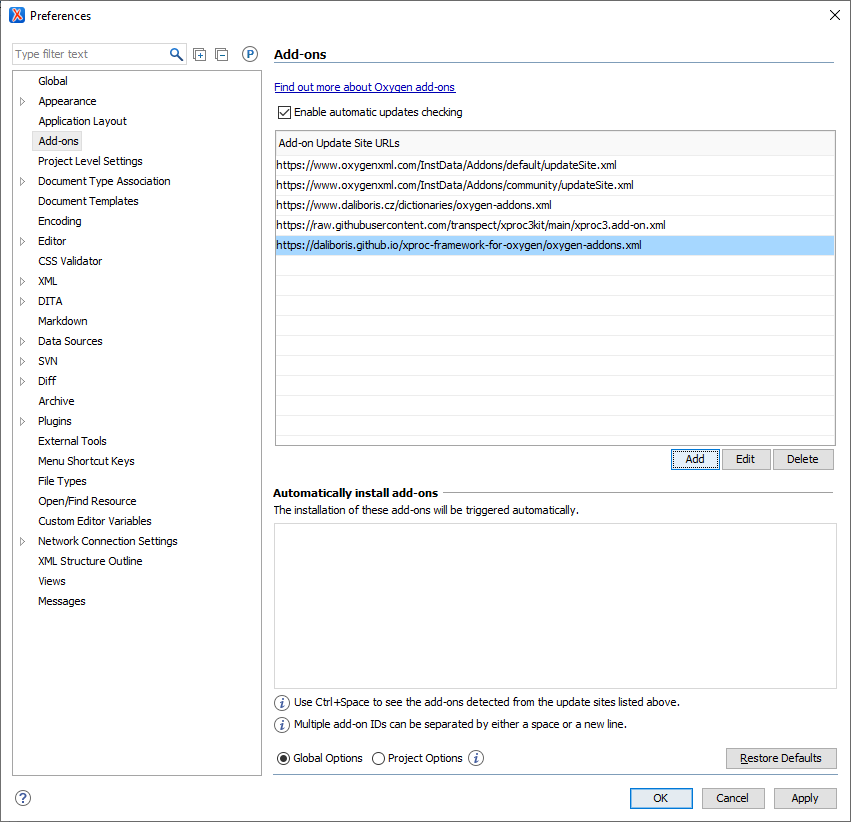 Preferences
Type filter text
P
Global
Appearance
Application Layout
Add-ons
Project Level Settings
Document Type Association
Document Templates
Encoding
Editor
CSS Validator
XML
DITA
Markdown
Data Sources
SVN
Diff
Archive
Plugins
External Tools
Menu Shortcut Keys
File Types
Open/Find Resource
Custom Editor Variables
Network Connection Settings
XML Structure Outline
Views
Messages
Add-ons
Find out more about Oxygen add-ons
Enable automatic updates checking
Add-on Update Site URLs
https://www.oxygenxml.com/InstData/Addons/default/updateSite.xml
https://www.oxygenxml.com/InstData/Addons/community/updateSite.xml
https://www.daliboris.cz/dictionaries/oxygen-addons.xml
https://raw.githubusercontent.com/transpect/xproc3kit/main/xproc3.add-on.xml
https://daliboris.github.io/xproc-framework-for-oxygen/oxygen-addons.xml
Add Edit Delete
Automatically install add-ons
The installation of these add-ons will be triggered automatically.
Use Ctrl+Space to see the add-ons detected from the update sites listed above.
Multiple add-on IDs can be separated by either a space or a new line.
Global Options Project Options
Restore Defaults
OK Cancel Apply